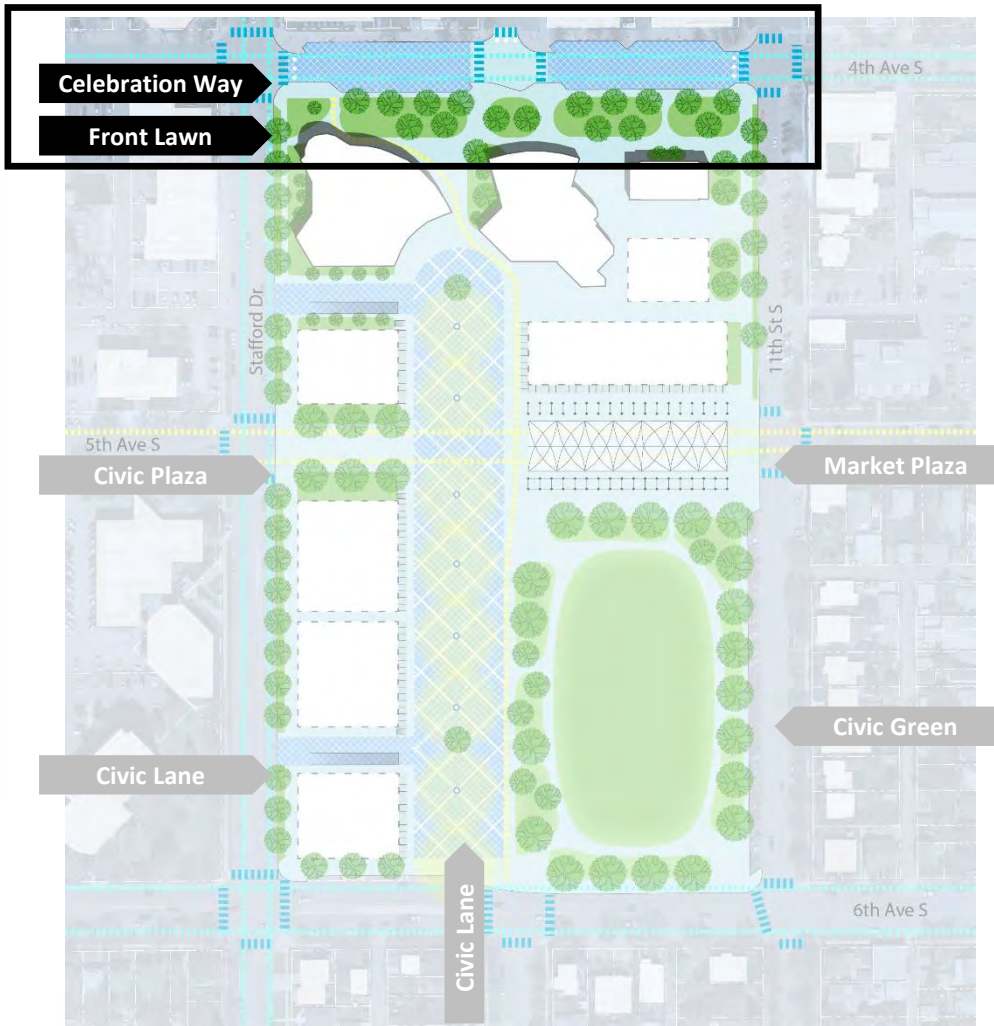 4th Ave S
Celebration Way
Front Lawn
Stafford Dr.
11th St S
5th Ave S
Civic Plaza
Market Plaza
Civic Green
Civic Lane
6th Ave S
Civic Lane